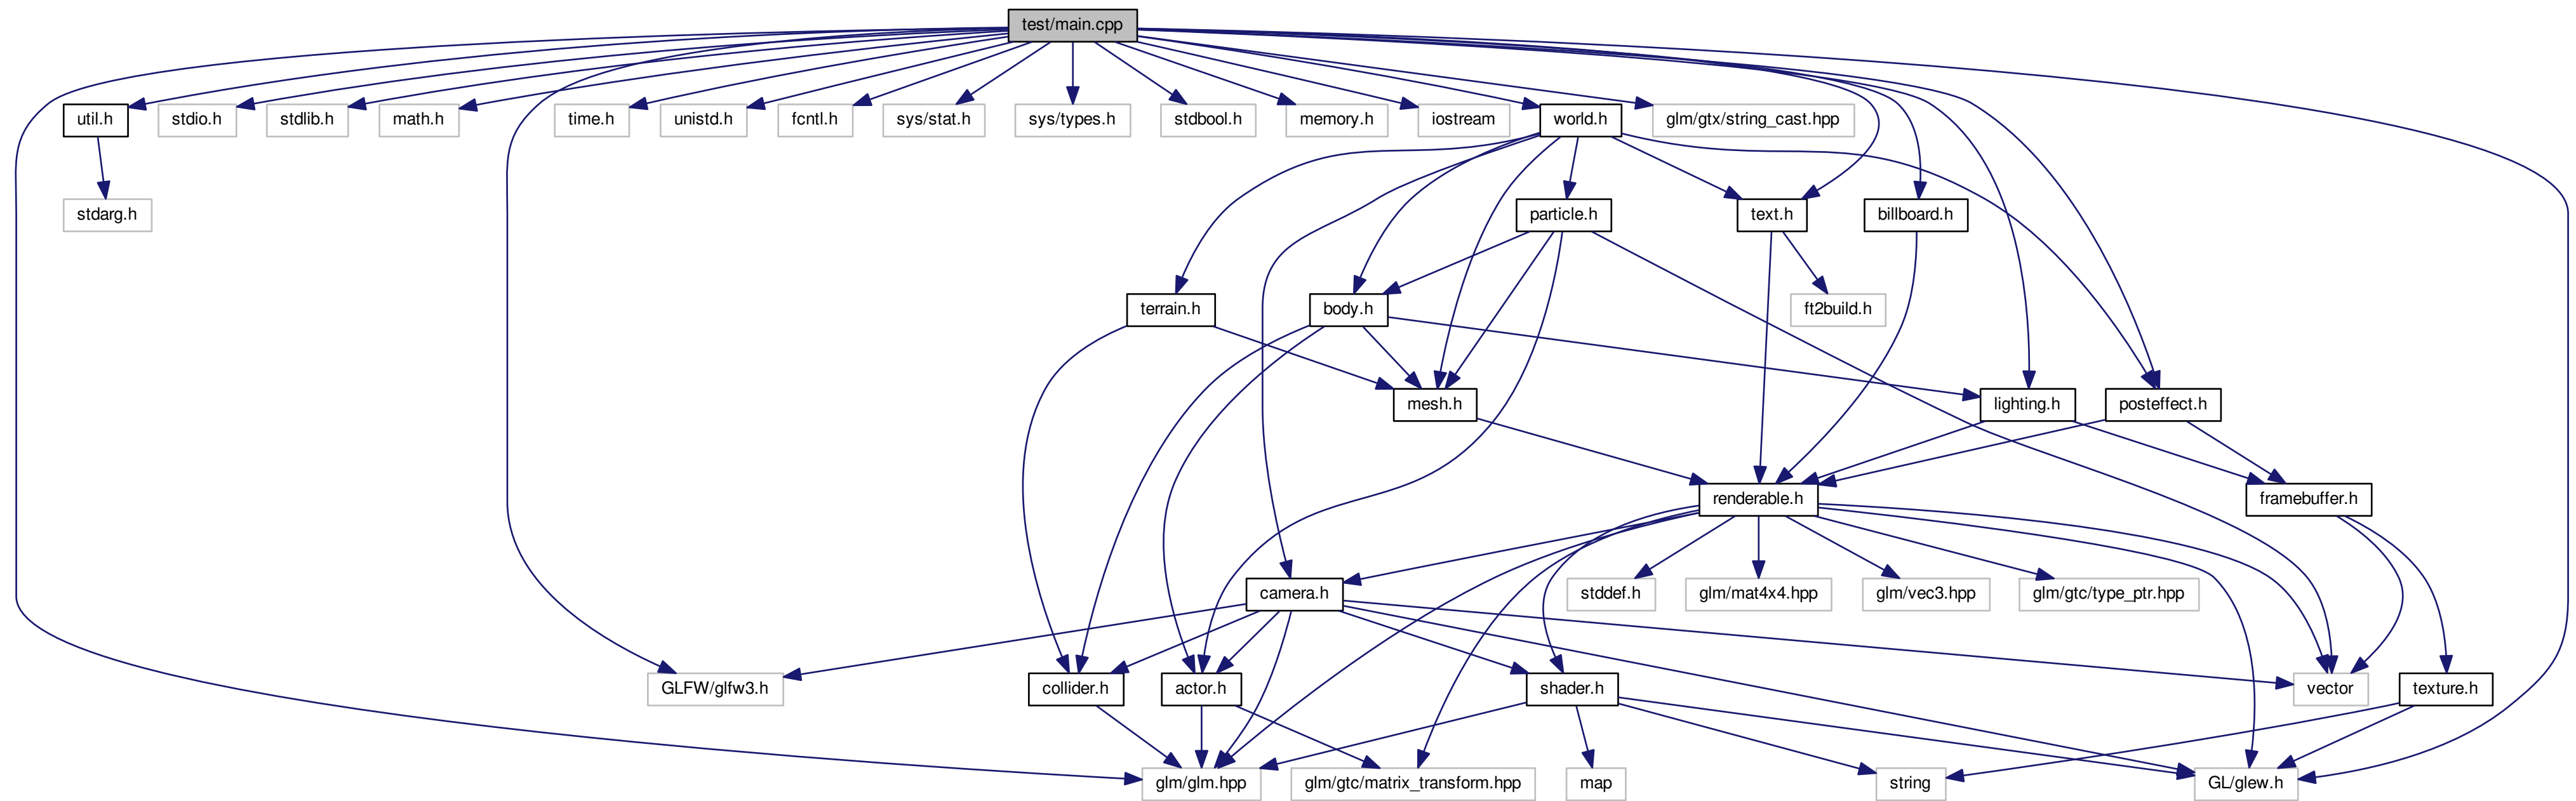 test/main.cpp
util.h
stdio.h
stdlib.h
math.h
time.h
unistd.h
fcntl.h
sys/stat.h
sys/types.h
stdbool.h
memory.h
iostream
world.h
glm/gtx/string_cast.hpp
stdarg.h
particle.h
text.h
billboard.h
terrain.h
body.h
ft2build.h
mesh.h
lighting.h
posteffect.h
renderable.h
framebuffer.h
camera.h
stddef.h
glm/mat4x4.hpp
glm/vec3.hpp
glm/gtc/type_ptr.hpp
GLFW/glfw3.h
collider.h
actor.h
shader.h
vector
texture.h
glm/glm.hpp
glm/gtc/matrix_transform.hpp
map
string
GL/glew.h